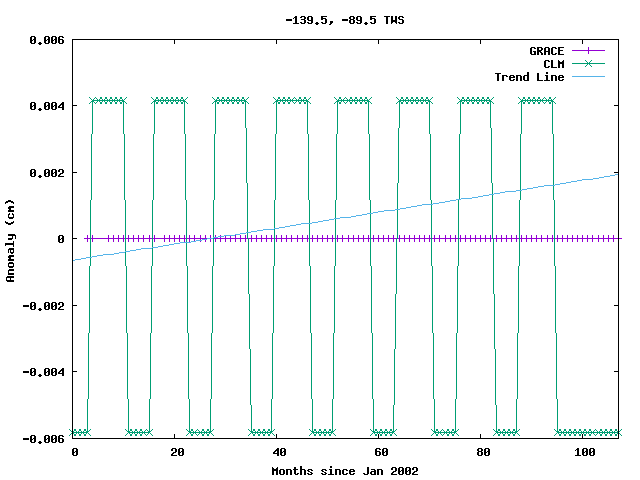 -139.5, -89.5 TWS
GRACE
CLM
Trend Line
0.006
0.004
0.002
0
-0.002
-0.004
-0.006
Anomaly (cm)
0 20 40 60 80 100
Months since Jan 2002